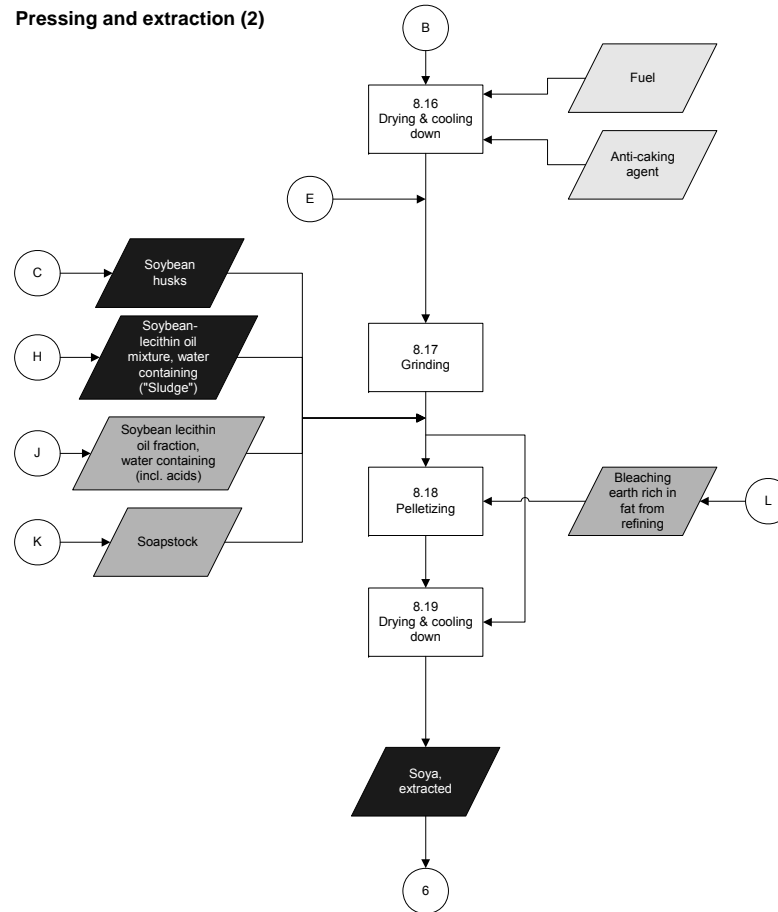 Pressing and extraction (2)
B
8.16
Drying & cooling
down
Fuel
Anti-caking
agent
E
C
Soybean
husks
H
Soybean-
lecithin oil
mixture, water
containing
("Sludge")
8.17
Grinding
J
Soybean lecithin
oil fraction,
water containing
(incl. acids)
8.18
Pelletizing
Bleaching
earth rich in
fat from
refining
L
K
Soapstock
8.19
Drying & cooling
down
Soya,
extracted
6